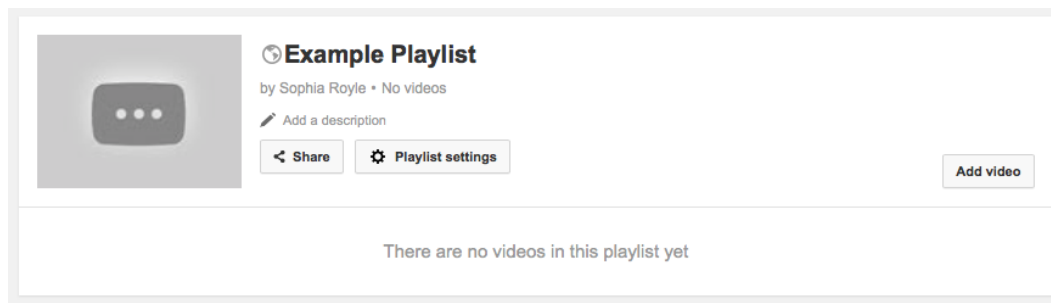 Example Playlist
by Sophia Royle • No videos
Add a description
Share Playlist settings
Add video
There are no videos in this playlist yet